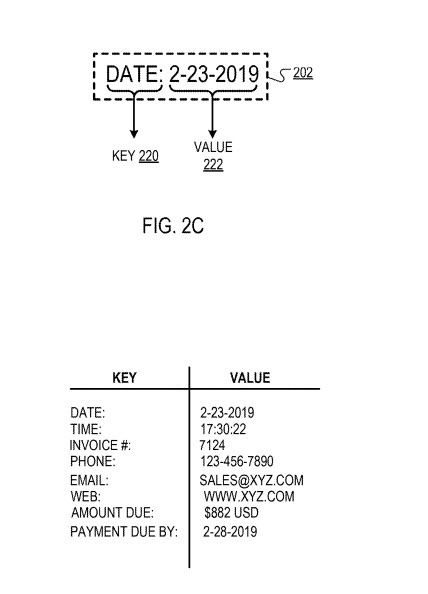 DATE: 2-23-2019
202
KEY 220
VALUE
222
FIG. 2C
KEY VALUE
DATE: 2-23-2019
TIME: 17:30:22
INVOICE #: 7124
PHONE: 123-456-7890
EMAIL: SALES@XYZ.COM
WEB: WWW.XYZ.COM
AMOUNT DUE: $882 USD
PAYMENT DUE BY: 2-28-2019